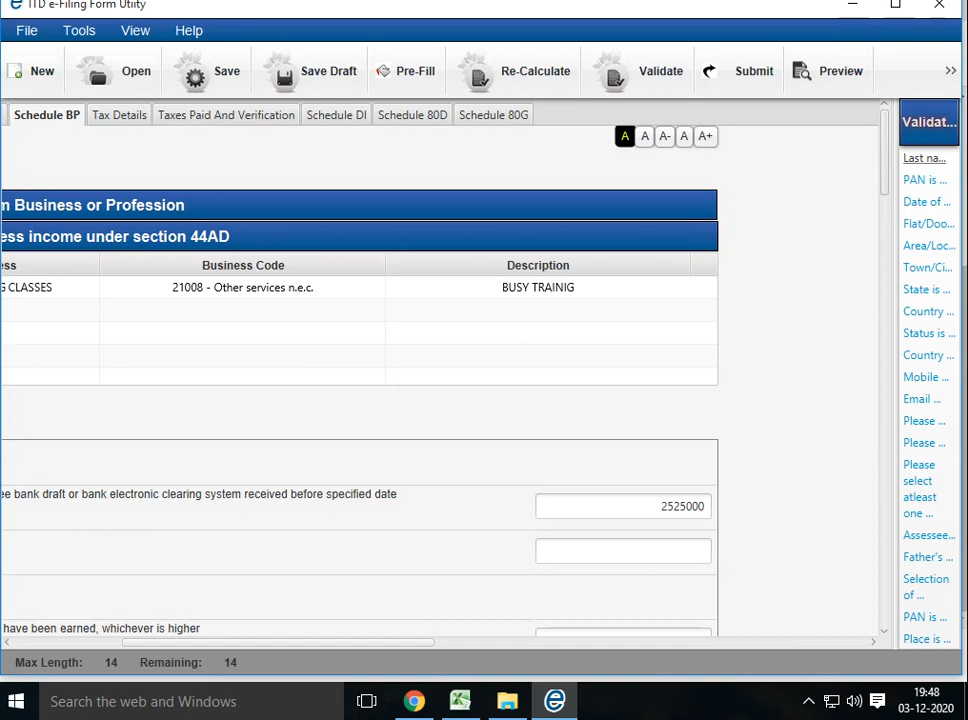 ITD e-Filing Form Utility
File Tools View Help
New Open Save Save Draft Pre-Fill Re-Calculate Validate Submit Preview >>
Schedule BP Tax Details Taxes Paid And Verification Schedule DI Schedule 80D Schedule 80G
A A A- A A+
m Business or Profession
ess income under section 44AD
ess Business Code Description
G CLASSES 21008 - Other services n.e.c. BUSY TRAINIG
ee bank draft or bank electronic clearing system received before specified date
2525000
have been earned, whichever is higher
Max Length: 14 Remaining: 14
Validat...
Last na...
PAN is ...
Date of ...
Flat/Doo...
Area/Loc...
Town/Ci...
State is ...
Country ...
Status is ...
Country ...
Mobile ...
Email ...
Please ...
Please ...
Please
select
atleast
one ...
Assessee...
Father's ...
Selection
of ...
PAN is ...
Place is ...
Search the web and Windows
19:48
03-12-2020